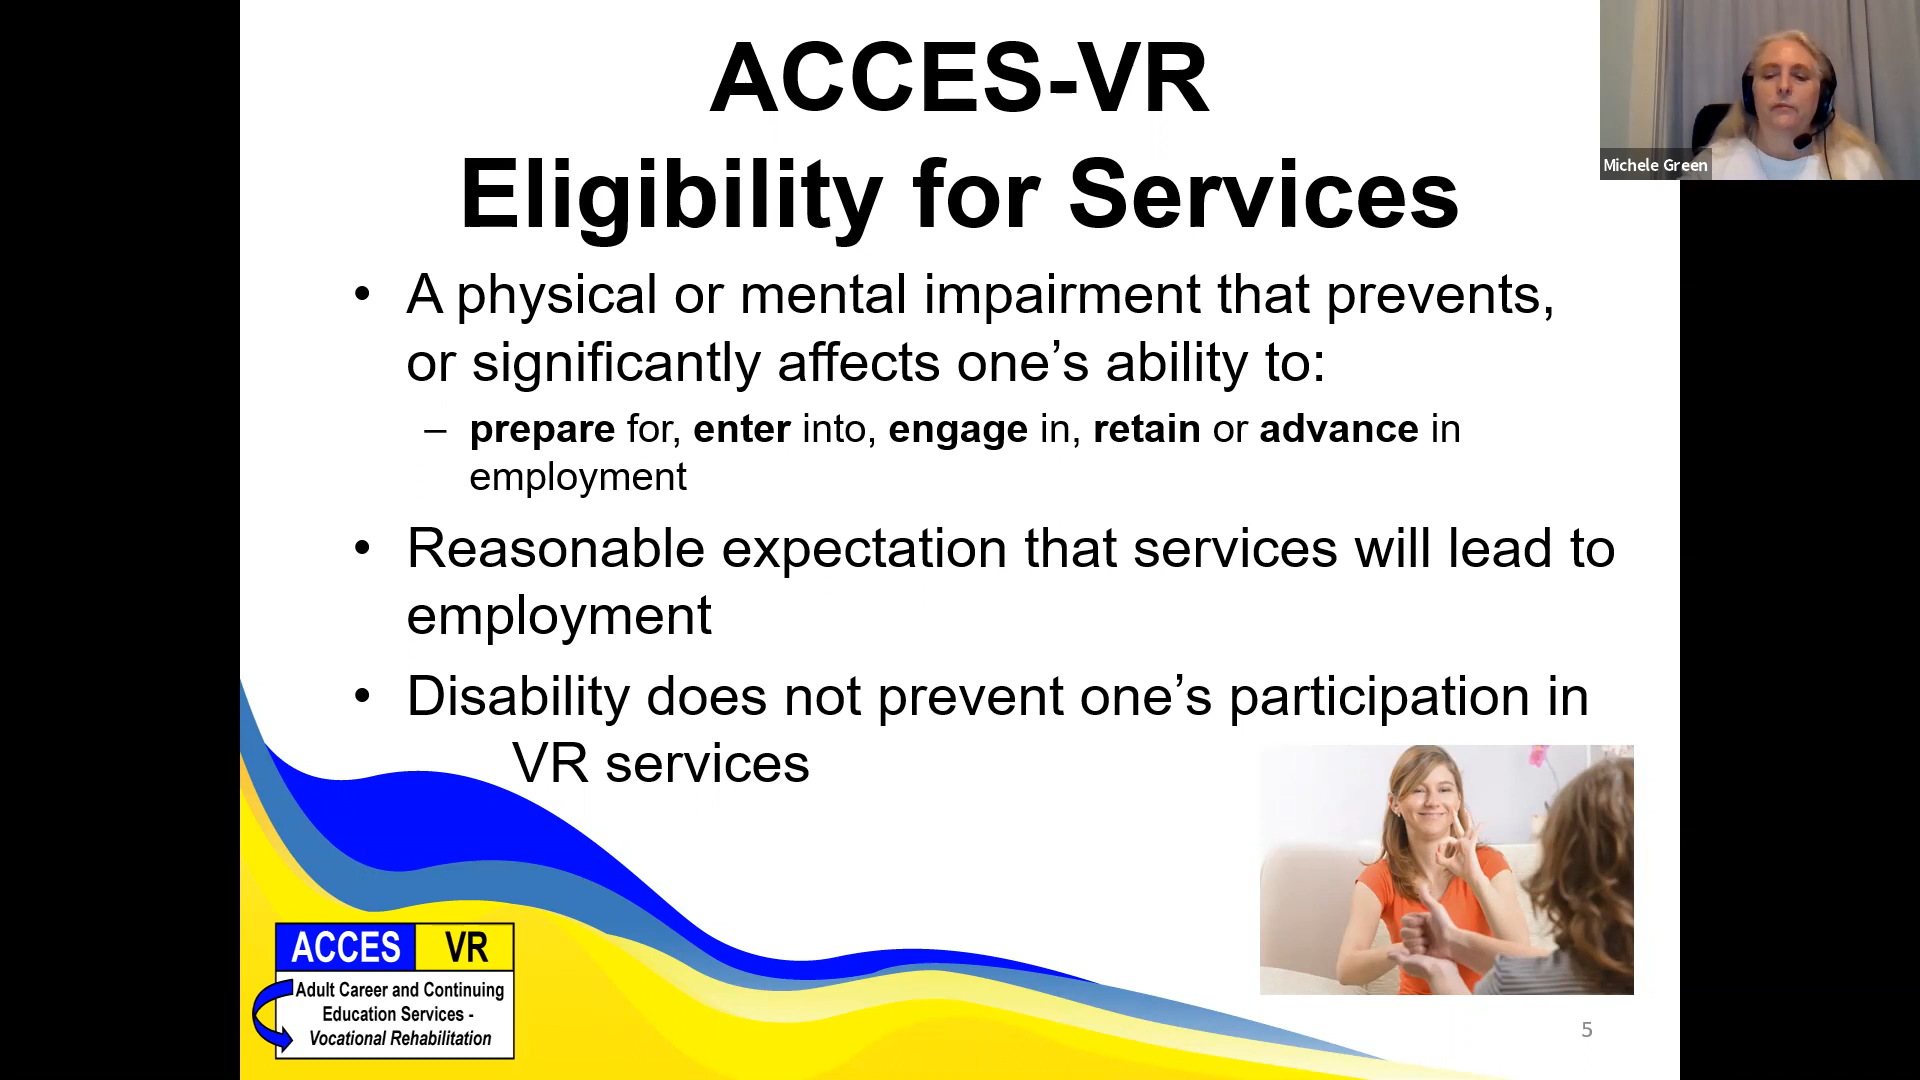 ACCES-VR
Eligibility for Services
Michele Green
• A physical or mental impairment that prevents,
or significantly affects one’s ability to:
– prepare for, enter into, engage in, retain or advance in
employment
• Reasonable expectation that services will lead to
employment
• Disability does not prevent one’s participation in
VR services
ACCES VR
Adult Career and Continuing
Education Services -
Vocational Rehabilitation
5